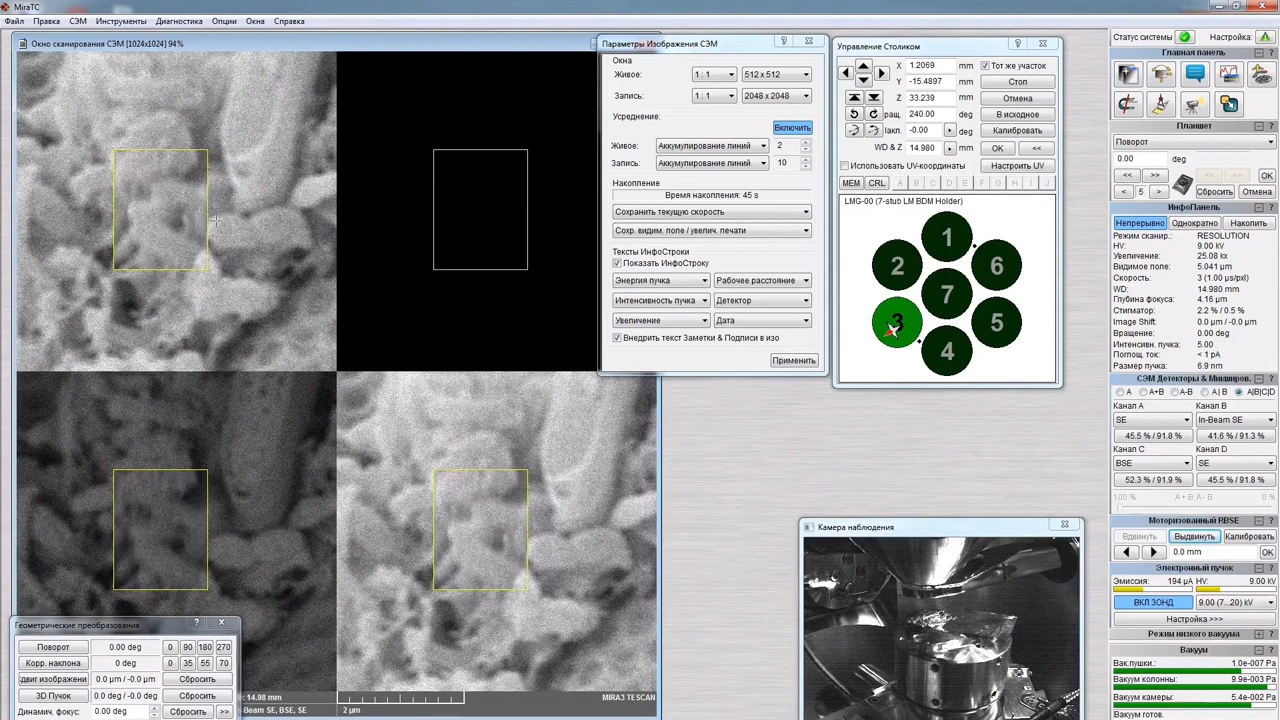 MiraTC
Файл Правка СЭМ Инструменты Диагностика Опции Окна Справка
Окно сканирования СЭМ [1024x1024] 94%
: 14.98 mm
Beam SE, BSE, SE
2 µm
MIRA3 TESCAN
Параметры Изображения СЭМ
Окна
Живое: 1 : 1 512 x 512
Запись: 1 : 1 2048 x 2048
Усреднение:
Включить
Живое: Аккумулирование линий 2
Запись: Аккумулирование линий 10
Накопление
Время накопления: 45 s
Сохранить текущую скорость
Сохр. видим. поле / увелич. печати
Тексты ИнфоСтроки
Показать ИнфоСтроку
Энергия пучка Рабочее расстояние
Интенсивность пучка Детектор
Увеличение Дата
Внедрить текст Заметки & Подписи в изо
Применить
Управление Столиком
X 1.2069 mm Тот же участок
Y -15.4897 mm Стоп
Z 33.239 mm Отмена
ращ. 240.00 deg В исходное
lакл. -0.00 deg Калибровать
WD & Z 14.980 mm OK <<
Использовать UV-координаты Настроить UV
MEM CRL A B C D E F G H I J
LMG-00 (7-stub LM BDM Holder)
1
2 6
7
3 5
4
Камера наблюдения
Геометрические преобразования
Поворот 0.00 deg 0 90 180 270
Корр. наклона 0 deg 0 35 55 70
двиг изображени 0.0 µm / -0.0 µm Сбросить
3D Пучок 0.0 deg / -0.0 deg Сбросить
Динамич. фокус: 0.00 deg Сбросить >>
Статус системы Настройка:
Главная панель
Планшет
Поворот
0.00 deg
<< >> << >> OK
< 5 > Сбросить Отмена
ИнфоПанель
Непрерывно Однократно Накопить
Режим сканир.: RESOLUTION
HV: 9.00 kV
Увеличение: 25.08 kx
Видимое поле: 5.041 µm
Скорость: 3 (1.00 µs/pxl)
WD: 14.980 mm
Глубина фокуса: 4.16 µm
Стигматор: 2.2 % / 0.5 %
Image Shift: 0.0 µm / -0.0 µm
Вращение: 0.00 deg
Интенсивн. пучка: 5.00
Поглощ. ток: < 1 pA
Размер пучка: 6.9 nm
СЭМ Детекторы & Микширов.
A A+B A-B A | B A|B|C|D
Канал A Канал B
SE In-Beam SE
45.5 % / 91.8 % 41.6 % / 91.3 %
Канал C Канал D
BSE SE
52.3 % / 91.9 % 45.5 % / 91.8 %
100 % A + B, A - B 0 %
Моторизованный RBSE
Вдвинуть Выдвинуть Калибровать
0.0 mm OK
Электронный пучок
Эмиссия: 194 µA HV: 9.00 kV
ВКЛ ЗОНД 9.00 (7...20) kV
Настройка >>>
Режим низкого вакуума
Вакуум
Вак.пушки.: 1.0e-007 Pa
Вакуум колонны: 9.9e-003 Pa
Вакуум камеры: 5.4e-002 Pa
Вакуум готов.